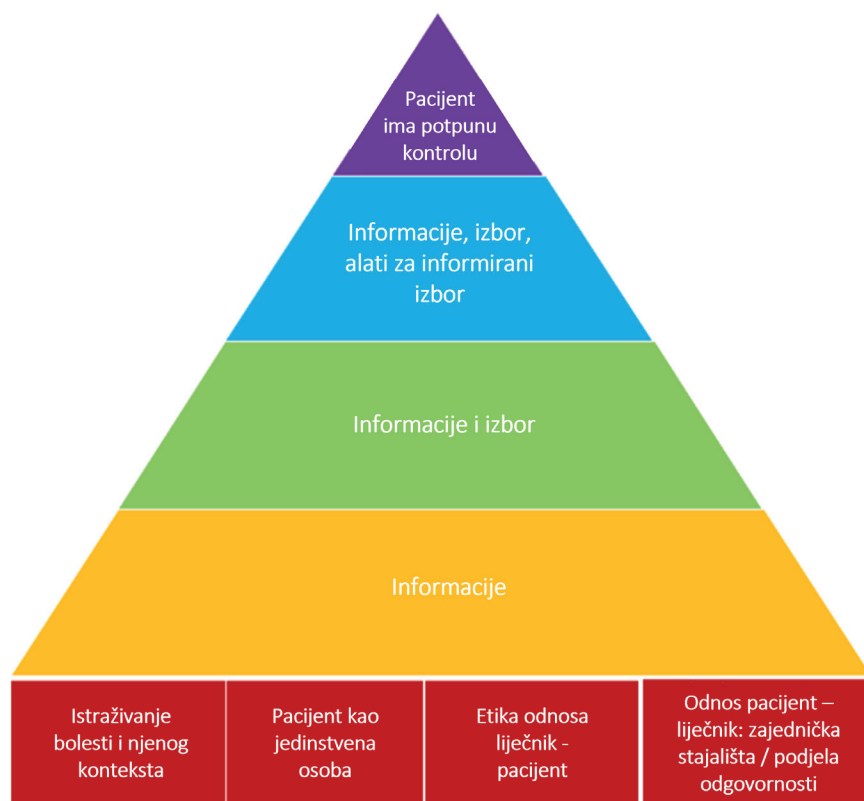 Pacijent
ima potpunu
kontrolu
Informacije, izbor,
alati za informirani
izbor
Informacije i izbor
Informacije
Istraživanje
bolesti i njenog
konteksta
Pacijent kao
jedinstvena
osoba
Etika odnosa
liječnik -
pacijent
Odnos pacijent –
liječnik: zajednička
stajališta / podjela
odgovornosti